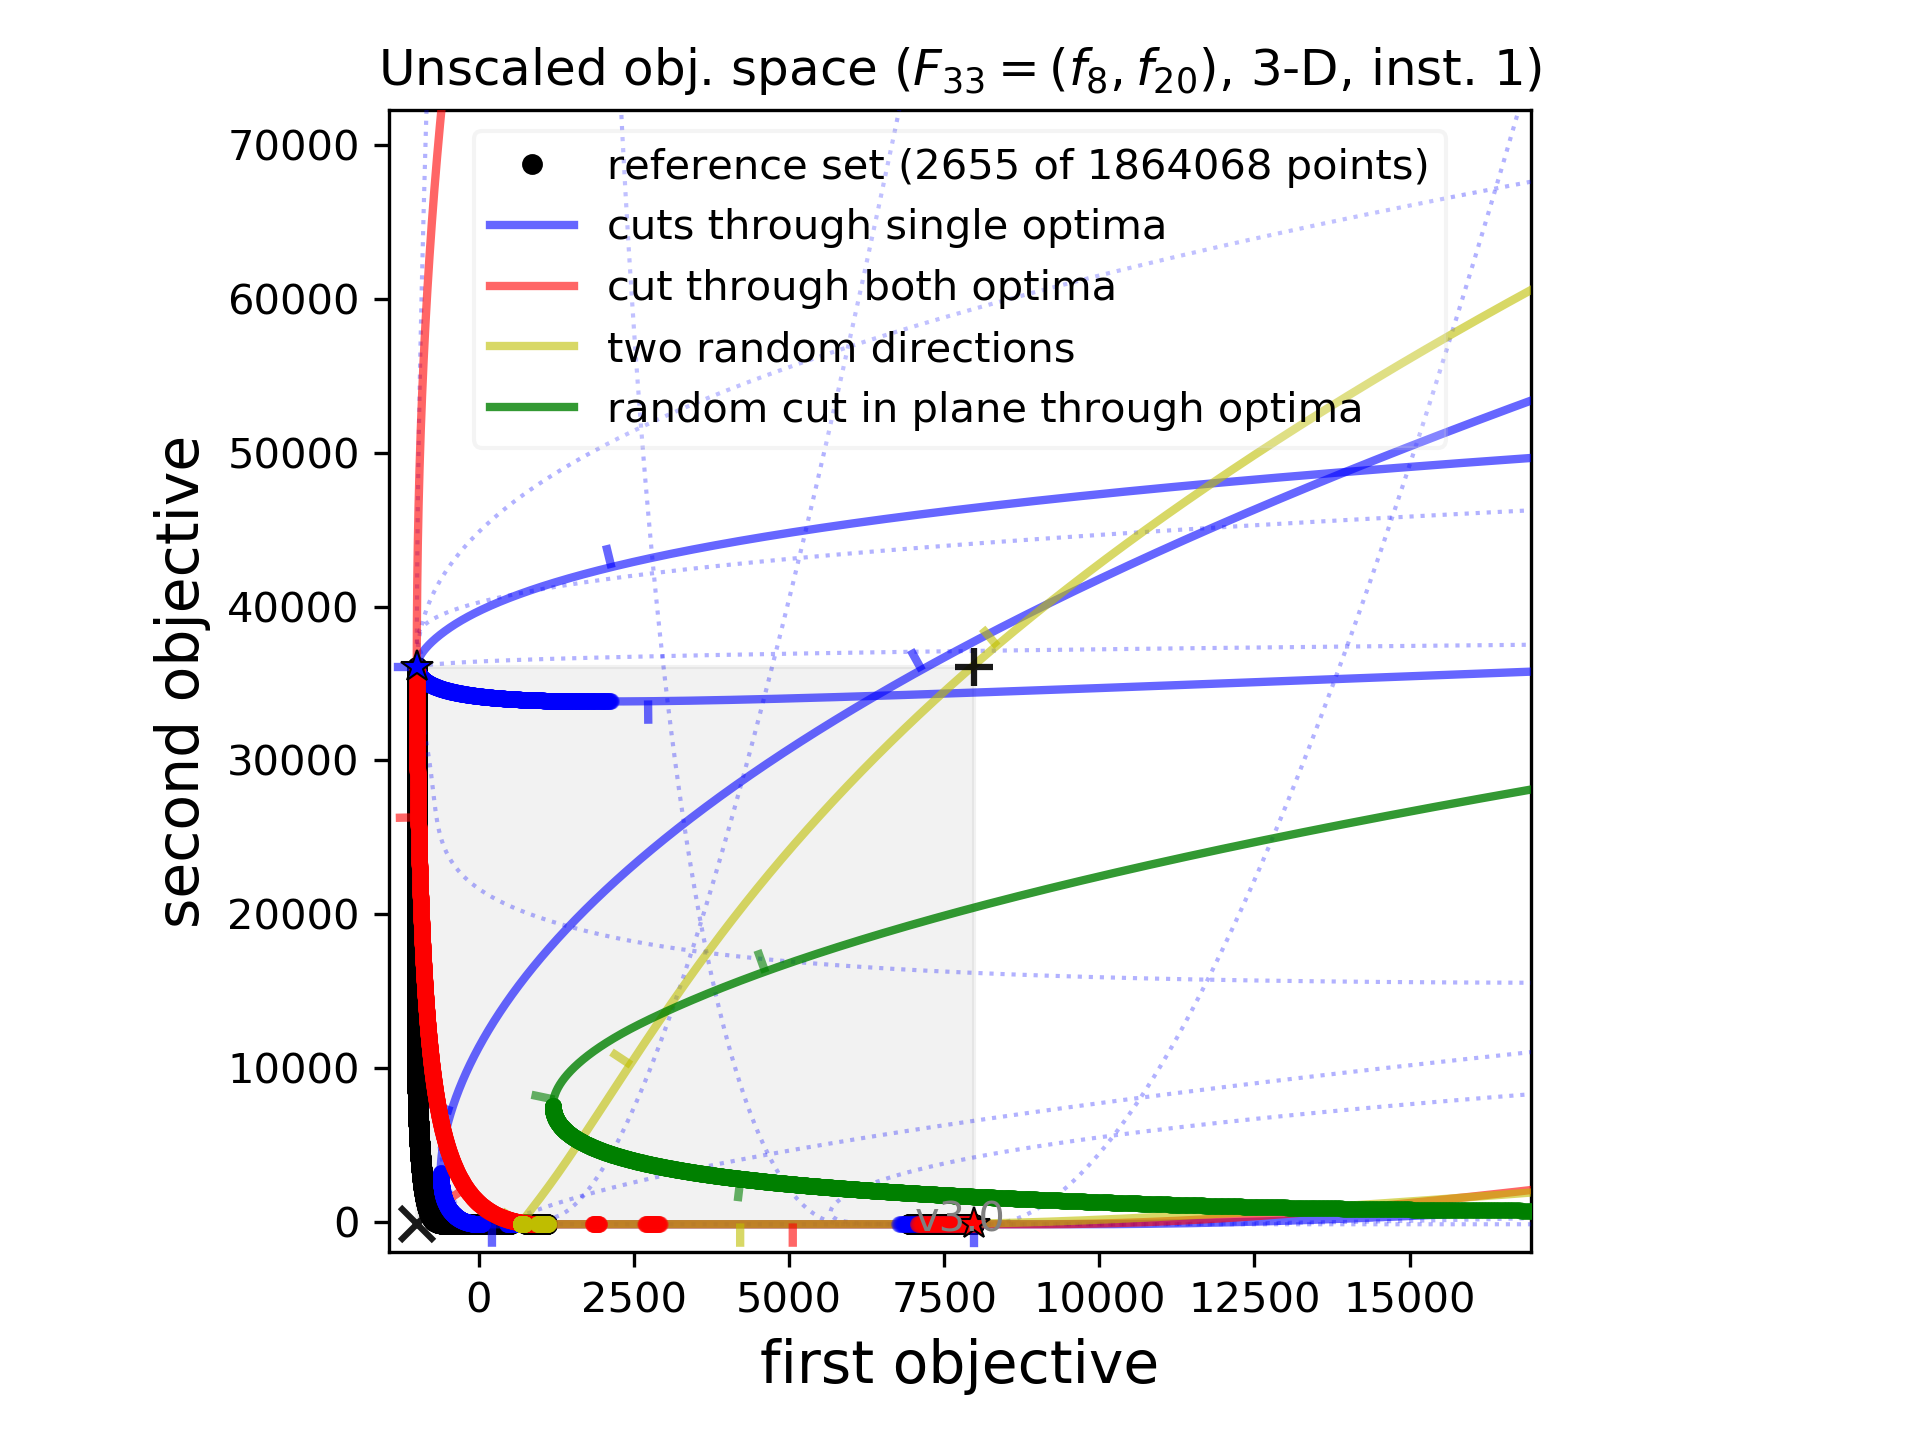 Unscaled obj. space (F₃₃ = (f₈, f₂₀), 3-D, inst. 1)
70000
60000
50000
40000
30000
20000
10000
0
second objective
reference set (2655 of 1864068 points)
cuts through single optima
cut through both optima
two random directions
random cut in plane through optima
v3.0
0 2500 5000 7500 10000 12500 15000
first objective